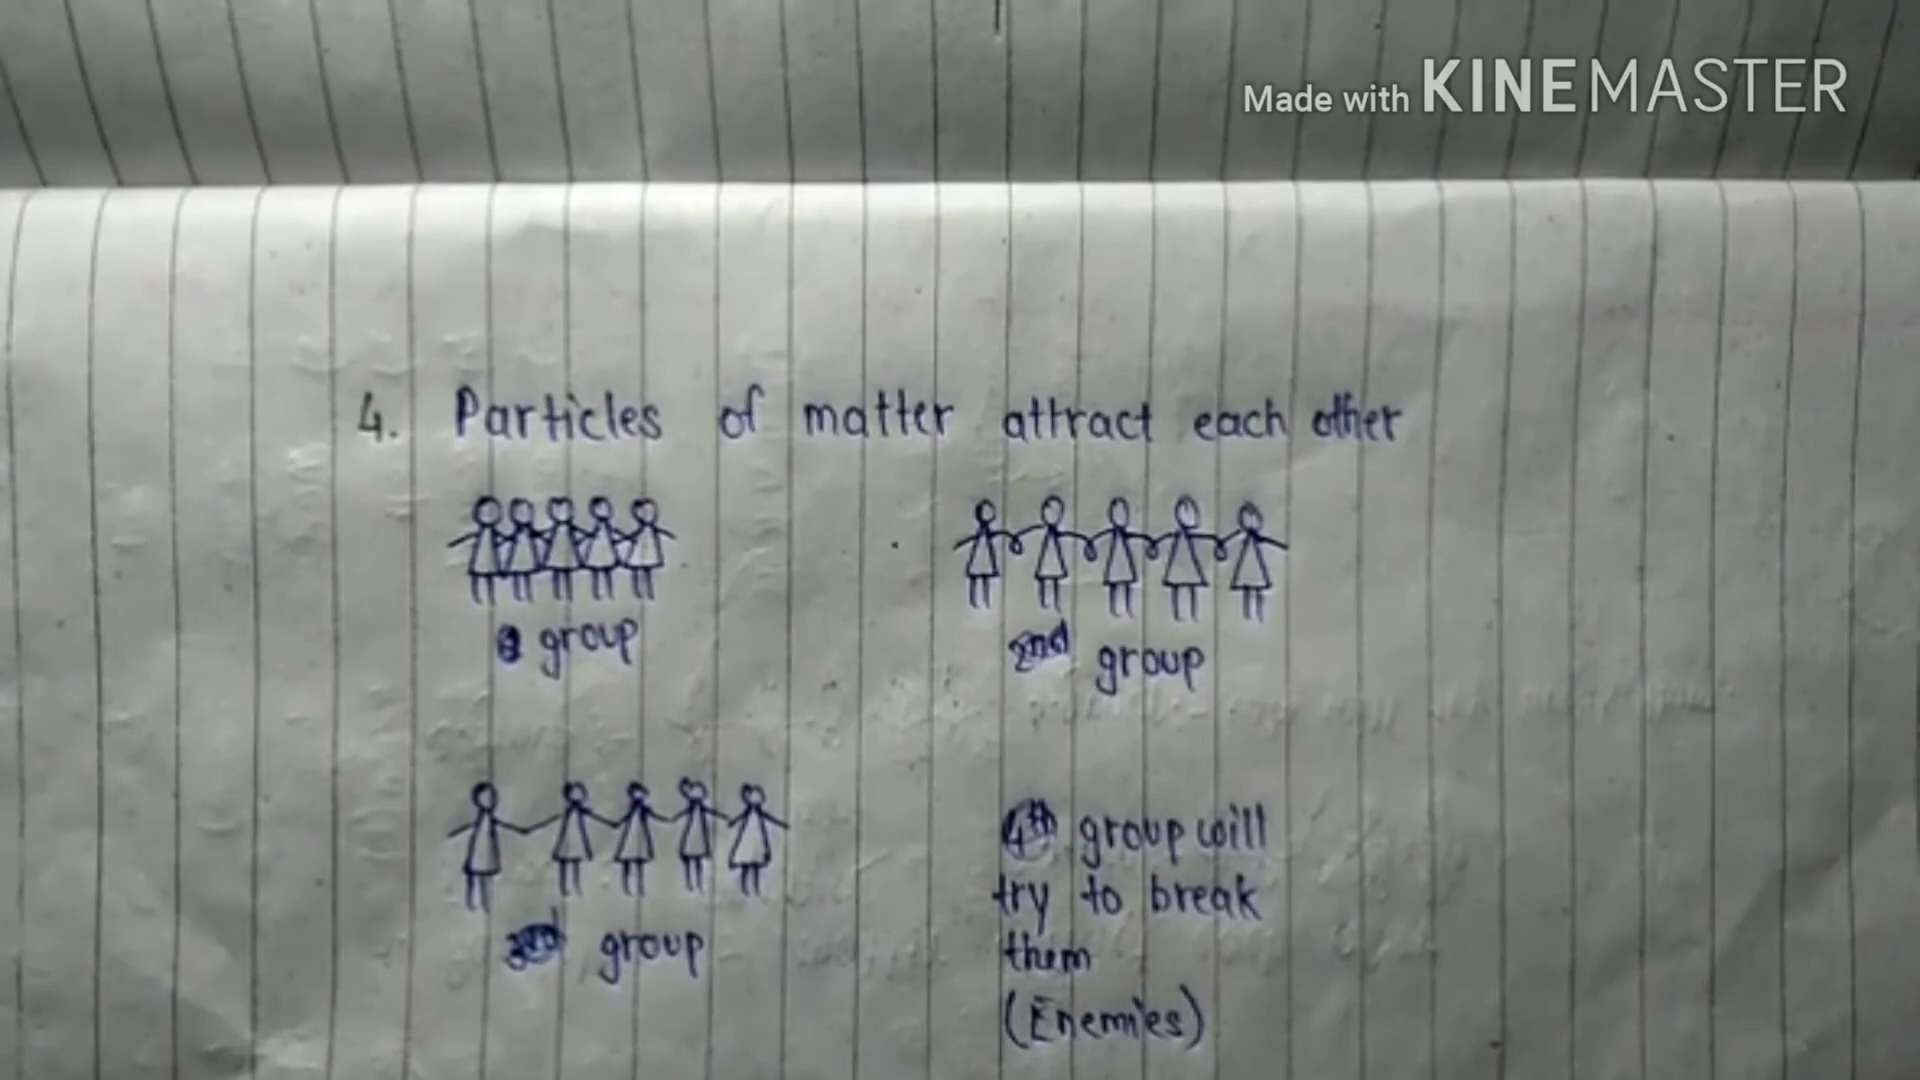 Made with KINEMASTER
4. Particles of matter attract each other
group
2nd group
3rd group
4th group will
try to break
them
(Enemies)